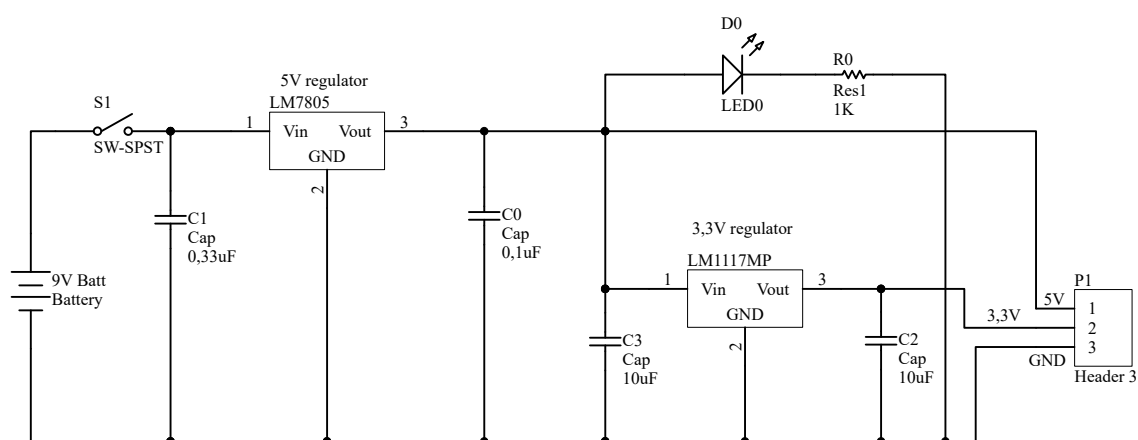 D0
LED0
R0
Res1
1K
5V regulator
LM7805
S1
SW-SPST
1
Vin
Vout
3
GND
2
C1
Cap
0,33uF
C0
Cap
0,1uF
9V Batt
Battery
3,3V regulator
LM1117MP
1
Vin
Vout
3
GND
2
C3
Cap
10uF
C2
Cap
10uF
P1
5V
1
3,3V
2
3
GND
Header 3